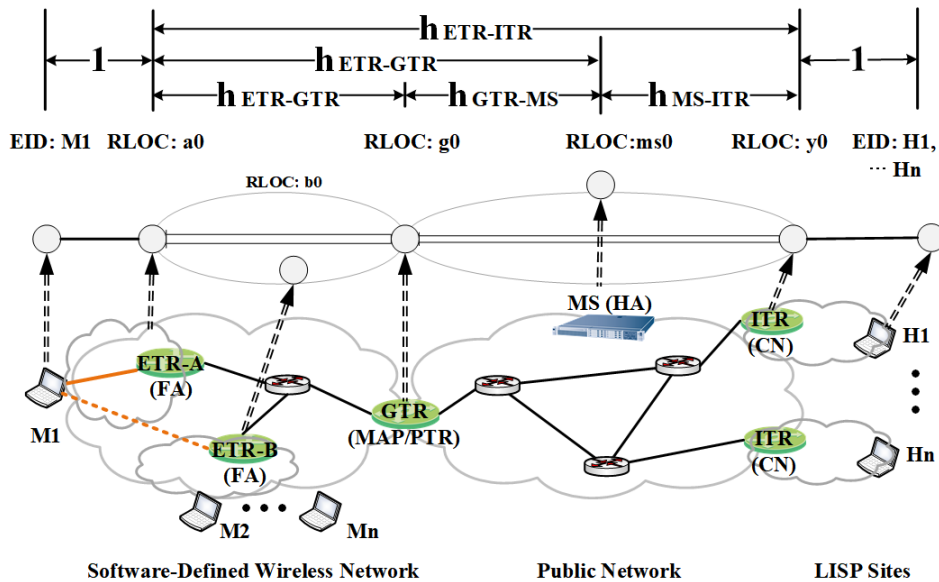 h ETR-ITR
1
h ETR-GTR
1
h ETR-GTR
h GTR-MS
h MS-ITR
EID: M1
RLOC: a0
RLOC: g0
RLOC:ms0
RLOC: y0
EID: H1,
··· Hn
RLOC: b0
MS (HA)
ITR
(CN)
H1
ETR-A
(FA)
M1
GTR
(MAP/PTR)
ETR-B
(FA)
ITR
(CN)
Hn
M2
• • •
Mn
Software-Defined Wireless Network
Public Network
LISP Sites